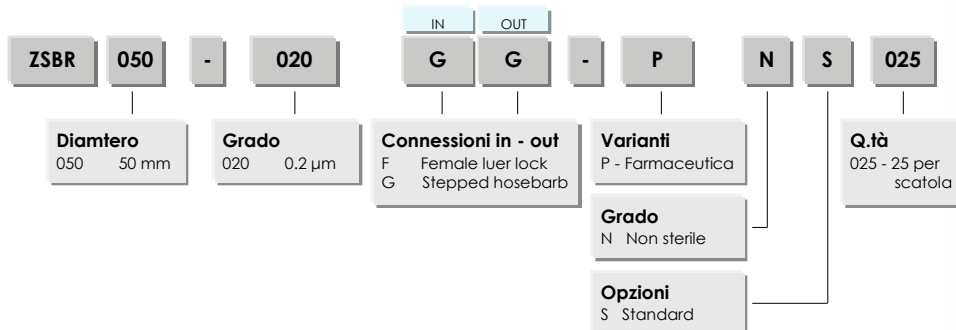 IN OUT
ZSBR 050 - 020 G G - P N S 025
Diamtero
050 50 mm
Grado
020 0.2 µm
Connessioni in - out
F Female luer lock
G Stepped hosebarb
Varianti
P - Farmaceutica
Q.tà
025 - 25 per
scatola
Grado
N Non sterile
Opzioni
S Standard